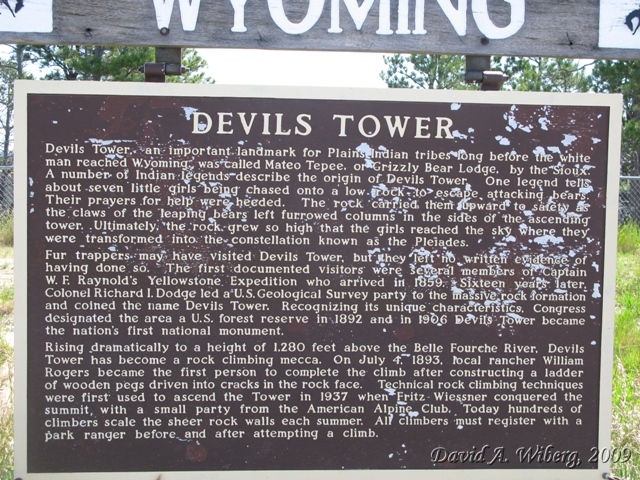 WYOMING
DEVILS TOWER
Devils Tower, an important landmark for Plains Indian tribes long before the white
man reached Wyoming, was called Mateo Tepee, or Grizzly Bear Lodge, by the Sioux.
A number of Indian legends describe the origin of Devils Tower. One legend tells
about seven little girls being chased onto a low rock to escape attacking bears.
Their prayers for help were heeded. The rock carried them upward to safety as
the claws of the leaping bears left furrowed columns in the sides of the ascending
tower. Ultimately, the rock grew so high that the girls reached the sky where they
were transformed into the constellation known as the Pleiades.
Fur trappers may have visited Devils Tower, but they left no written evidence of
having done so. The first documented visitors were several members of Captain
W. F. Raynold's Yellowstone Expedition who arrived in 1859. Sixteen years later,
Colonel Richard I. Dodge led a U.S. Geological Survey party to the massive rock formation
and coined the name Devils Tower. Recognizing its unique characteristics, Congress
designated the area a U.S. forest reserve in 1892 and in 1906 Devils Tower became
the nation's first national monument.
Rising dramatically to a height of 1,280 feet above the Belle Fourche River, Devils
Tower has become a rock climbing mecca. On July 4, 1893, local rancher William
Rogers became the first person to complete the climb after constructing a ladder
of wooden pegs driven into cracks in the rock face. Technical rock climbing techniques
were first used to ascend the Tower in 1937 when Fritz Wiessner conquered the
summit with a small party from the American Alpine Club. Today hundreds of
climbers scale the sheer rock walls each summer. All climbers must register with a
park ranger before and after attempting a climb.
David A. Wiberg, 2009